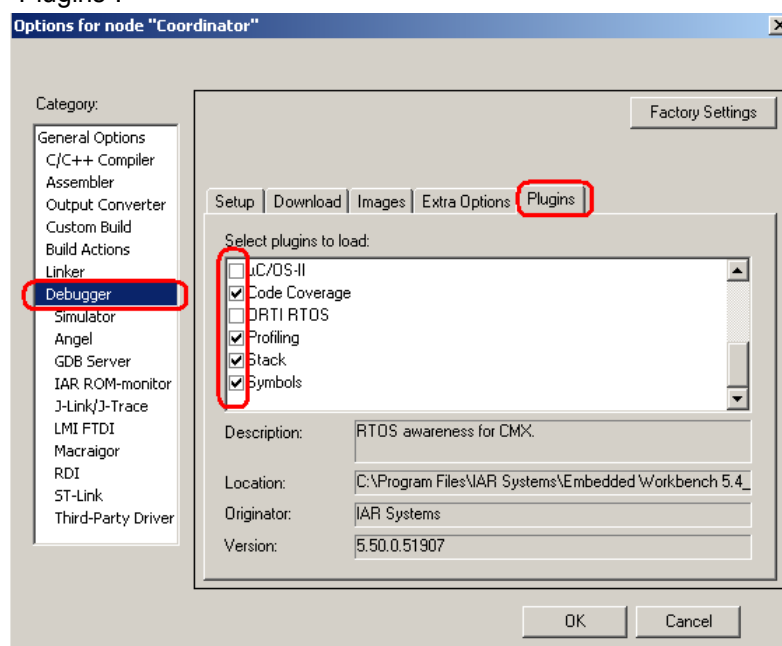 Plugins .
Options for node "Coordinator"
Category:
Factory Settings
General Options
C/C++ Compiler
Assembler
Output Converter
Custom Build
Build Actions
Linker
Debugger
Simulator
Angel
GDB Server
IAR ROM-monitor
J-Link/J-Trace
LMI FTDI
Macraigor
RDI
ST-Link
Third-Party Driver
Setup Download Images Extra Options Plugins
Select plugins to load:
µC/OS-II
Code Coverage
ORTI RTOS
Profiling
Stack
Symbols
Description: RTOS awareness for CMX.
Location: C:\Program Files\IAR Systems\Embedded Workbench 5.4_
Originator: IAR Systems
Version: 5.50.0.51907
OK Cancel